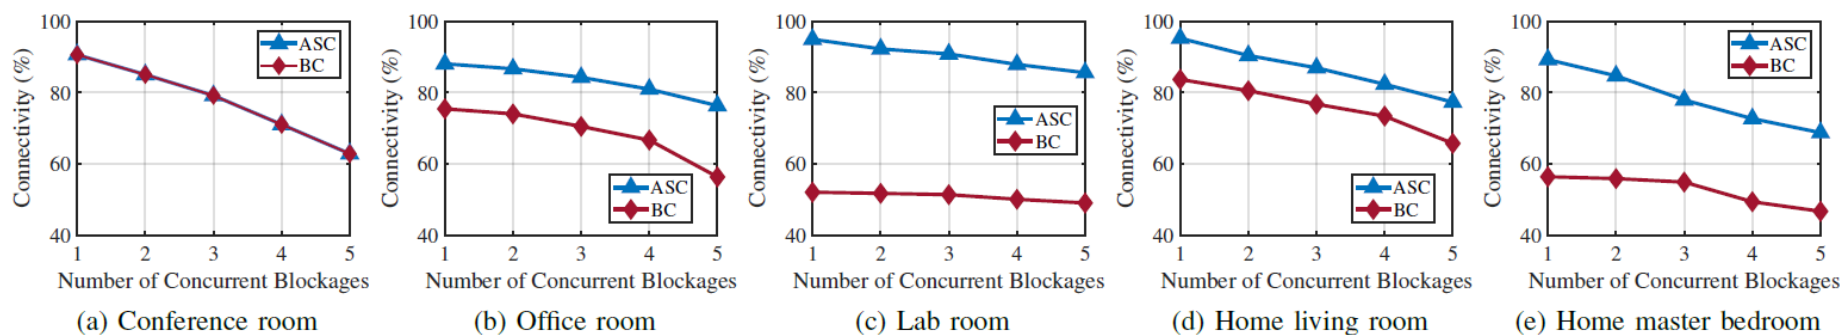 Connectivity (%)
100
80
60
40
ASC
BC
1 2 3 4 5
Number of Concurrent Blockages
(a) Conference room
Connectivity (%)
100
80
60
40
ASC
BC
1 2 3 4 5
Number of Concurrent Blockages
(b) Office room
Connectivity (%)
100
80
60
40
ASC
BC
1 2 3 4 5
Number of Concurrent Blockages
(c) Lab room
Connectivity (%)
100
80
60
40
ASC
BC
1 2 3 4 5
Number of Concurrent Blockages
(d) Home living room
Connectivity (%)
100
80
60
40
ASC
BC
1 2 3 4 5
Number of Concurrent Blockages
(e) Home master bedroom